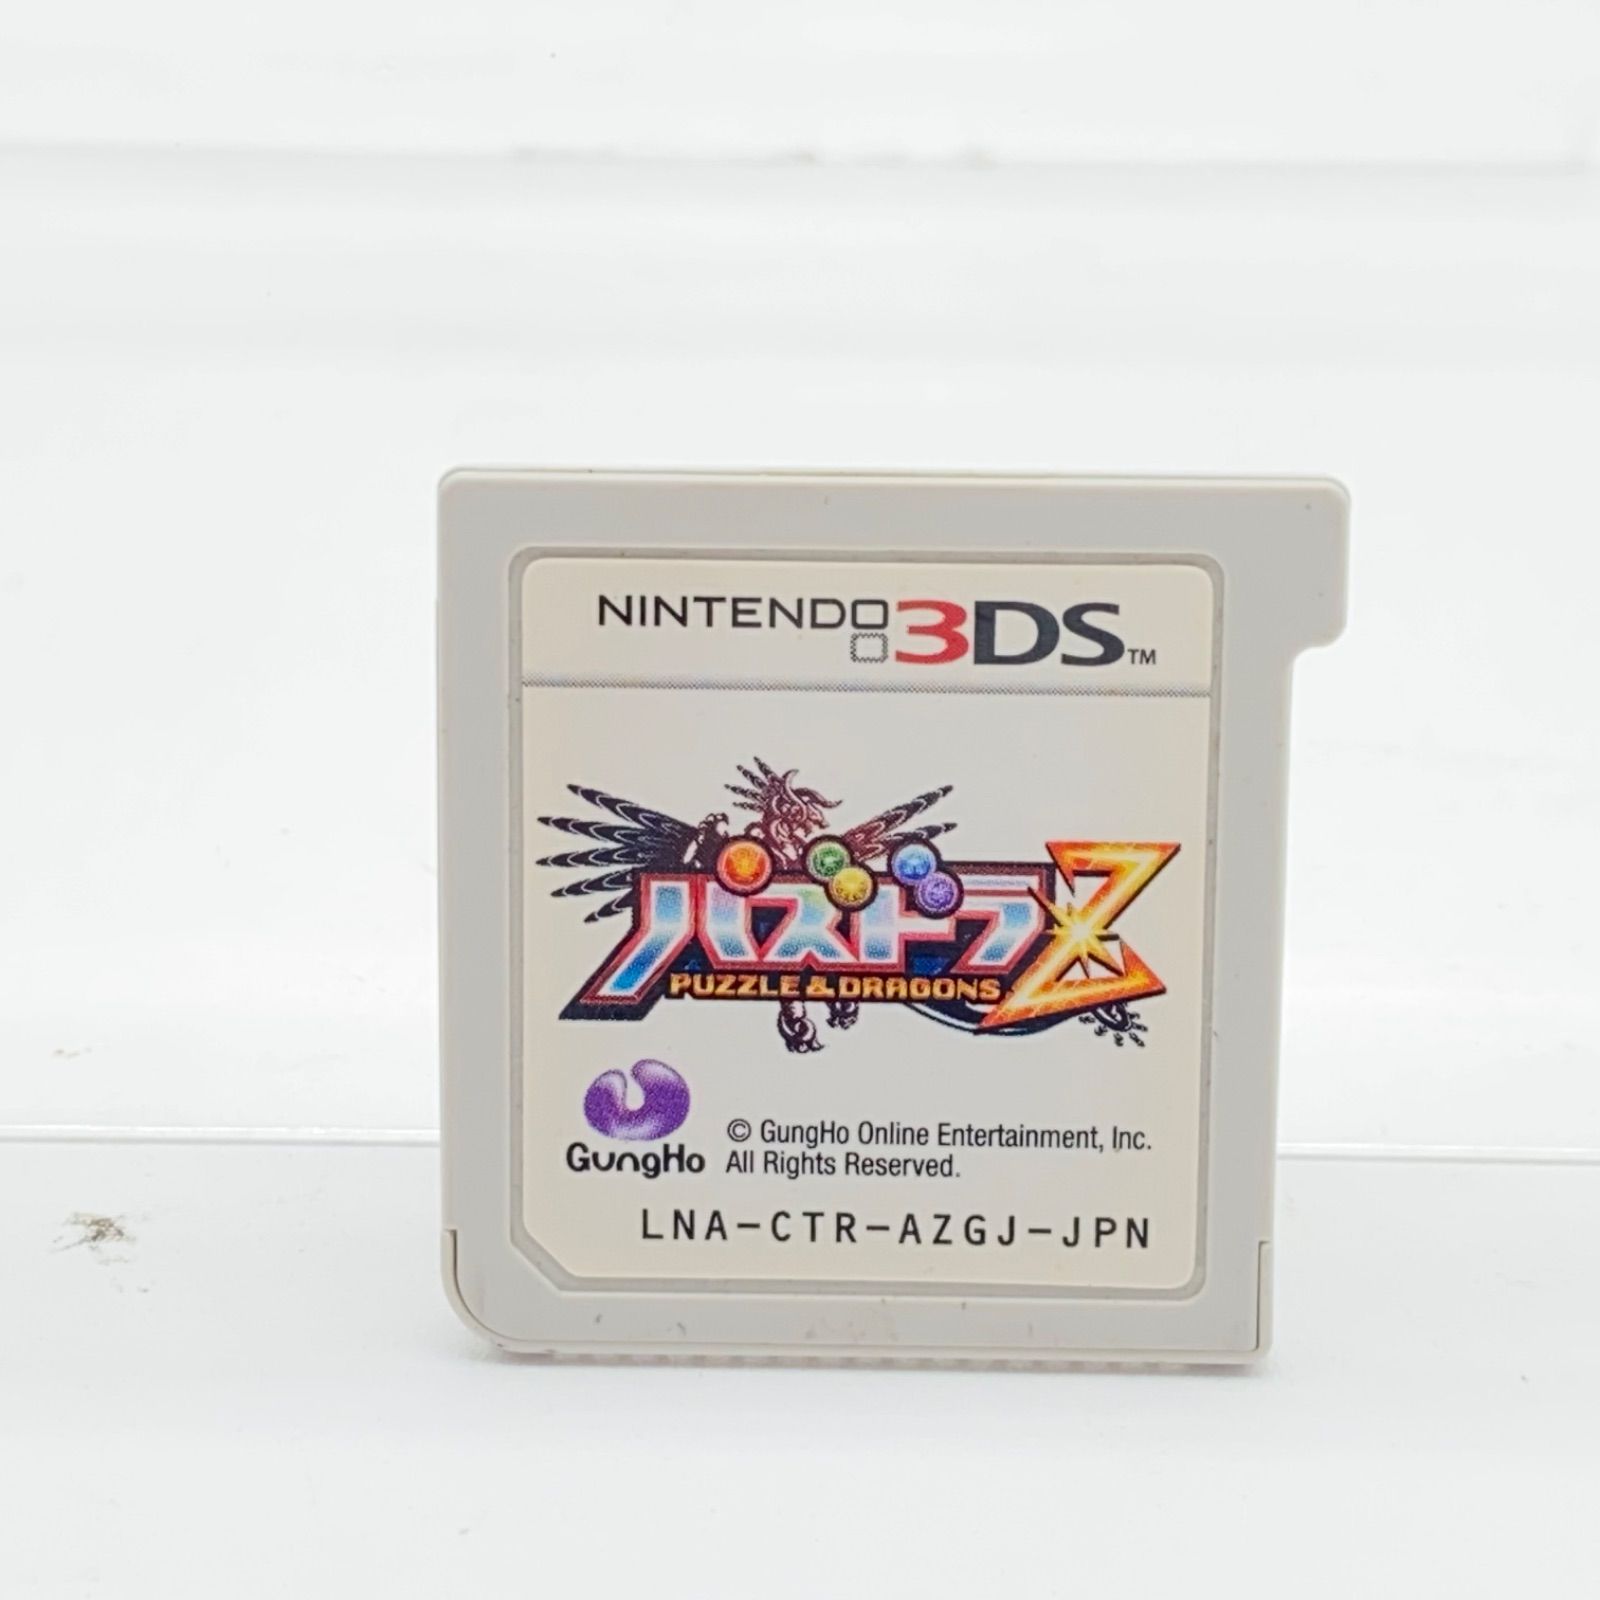 NINTENDO 3DS™
パズドラZ
PUZZLE & DRAGONS
GungHo
© GungHo Online Entertainment, Inc.
All Rights Reserved.
LNA-CTR-AZGJ-JPN